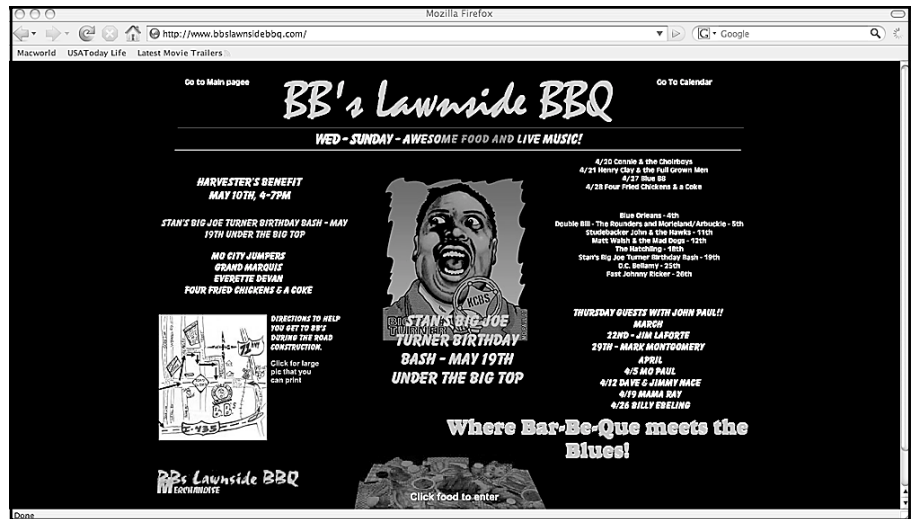 Mozilla Firefox
http://www.bbslawnsidebbq.com/
G Google
Macworld USAToday Life Latest Movie Trailers
Go to Main pagee
BB's Lawnside BBQ
Go To Calendar
WED - SUNDAY - AWESOME FOOD AND LIVE MUSIC!
HARVESTER'S BENEFIT
MAY 10TH, 4-7PM
STAN'S BIG JOE TURNER BIRTHDAY BASH - MAY
19TH UNDER THE BIG TOP
MO CITY JUMPERS
GRAND MARQUIS
EVERETTE DEVAN
FOUR FRIED CHICKENS & A COKE
DIRECTIONS TO HELP
YOU GET TO BB'S
DURING THE ROAD
CONSTRUCTION.
Click for large
pic that you
can print
BB's
I-435
BBs Lawnside BBQ
MERCHANDISE
KCBS
STAN'S BIG JOE
TURNER BIRTHDAY
BASH - MAY 19TH
UNDER THE BIG TOP
4/20 Connie & the Choirboys
4/21 Henry Clay & the Full Grown Men
4/27 Blue 88
4/28 Four Fried Chickens & a Coke
Blue Orleans - 4th
Double Bill - The Rounders and Moreland/Arbuckle - 5th
Studebacker John & the Hawks - 11th
Matt Walsh & the Mad Dogs - 12th
The Hatchling - 18th
Stan's Big Joe Turner Birthday Bash - 19th
D.C. Bellamy - 25th
Fast Johnny Ricker - 26th
THURSDAY GUESTS WITH JOHN PAUL!!
MARCH
22ND - JIM LAFORTE
29TH - MARK MONTGOMERY
APRIL
4/5 MO PAUL
4/12 DAVE & JIMMY NACE
4/19 MAMA RAY
4/26 BILLY EBELING
Where Bar-Be-Que meets the
Blues!
Click food to enter
Done